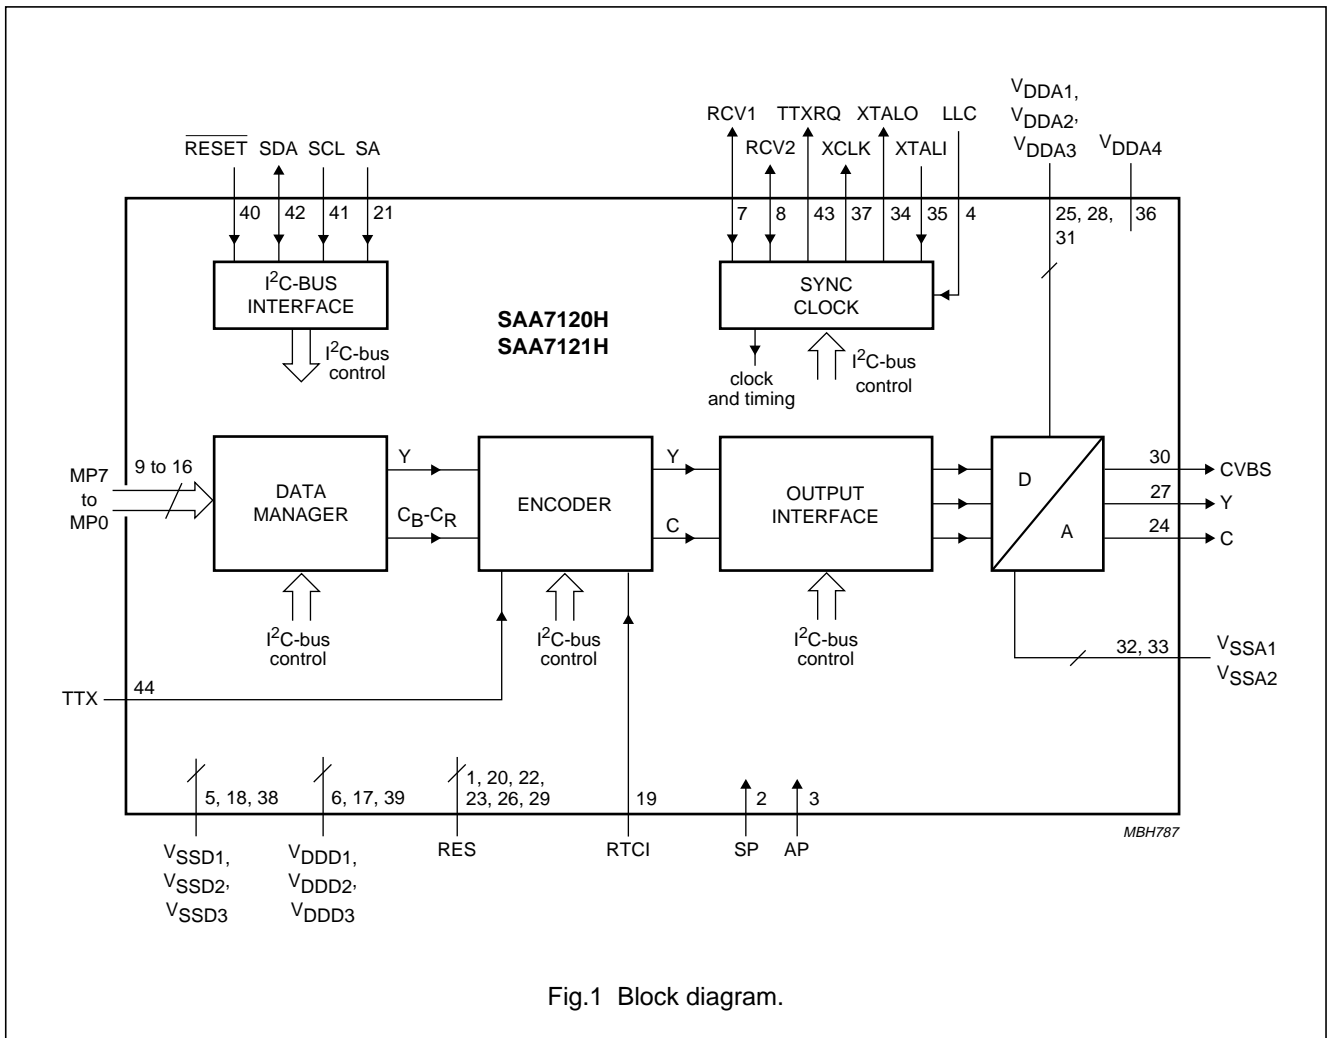 RCV1 TTXRQ XTALO LLC
RCV2 XCLK XTALI
VDDA1,
VDDA2,
VDDA3
VDDA4
RESET SDA SCL SA
40 42 41 21
7 8 43 37 34 35 4
25, 28,
31
36
I2C-BUS
INTERFACE
SYNC
CLOCK
SAA7120H
SAA7121H
I2C-bus
control
clock
and timing
I2C-bus
control
MP7
to
MP0
9 to 16
DATA
MANAGER
Y
CB-CR
ENCODER
Y
C
OUTPUT
INTERFACE
D
A
30
CVBS
27
Y
24
C
I2C-bus
control
I2C-bus
control
I2C-bus
control
32, 33
VSSA1
VSSA2
TTX
44
5, 18, 38
6, 17, 39
1, 20, 22,
23, 26, 29
19
2
3
VSSD1,
VSSD2,
VSSD3
VDDD1,
VDDD2,
VDDD3
RES
RTCI
SP
AP
MBH787
Fig.1 Block diagram.